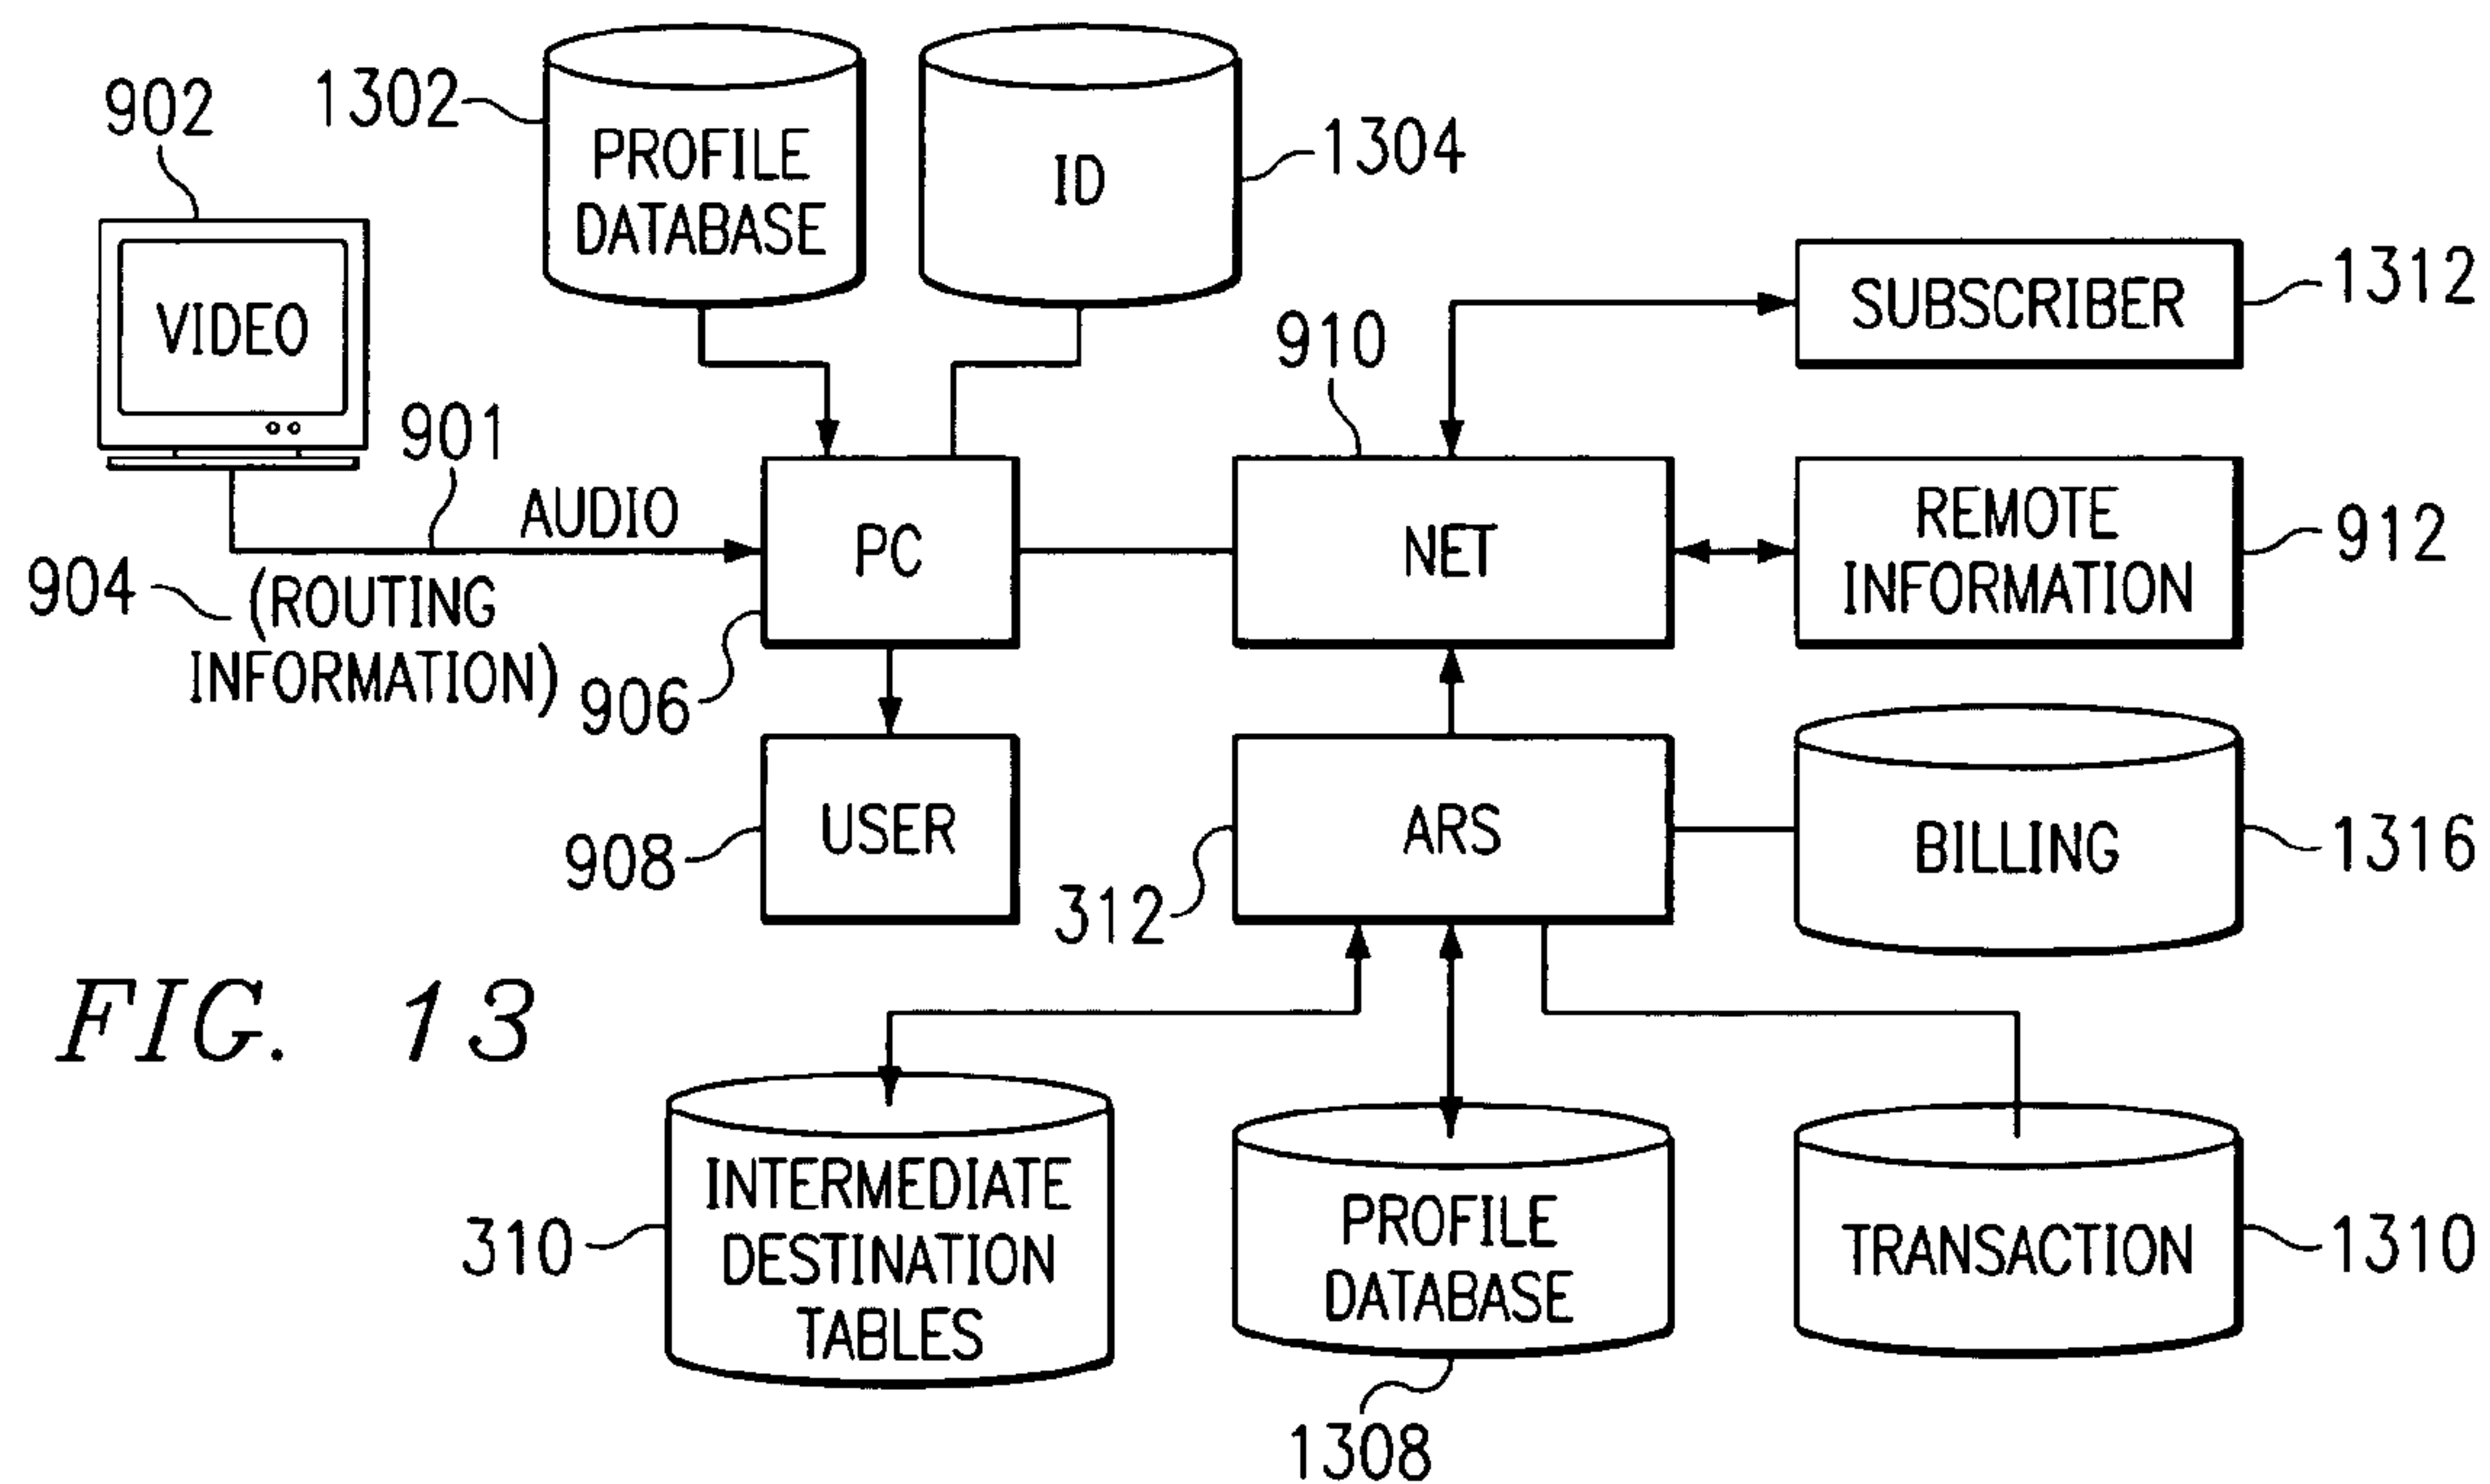 902
1302
PROFILE
DATABASE
ID
1304
VIDEO
SUBSCRIBER
1312
910
901
AUDIO
904
(ROUTING
INFORMATION)
PC
906
NET
REMOTE
INFORMATION
912
USER
908
ARS
312
BILLING
1316
FIG. 13
INTERMEDIATE
DESTINATION
TABLES
310
PROFILE
DATABASE
1308
TRANSACTION
1310